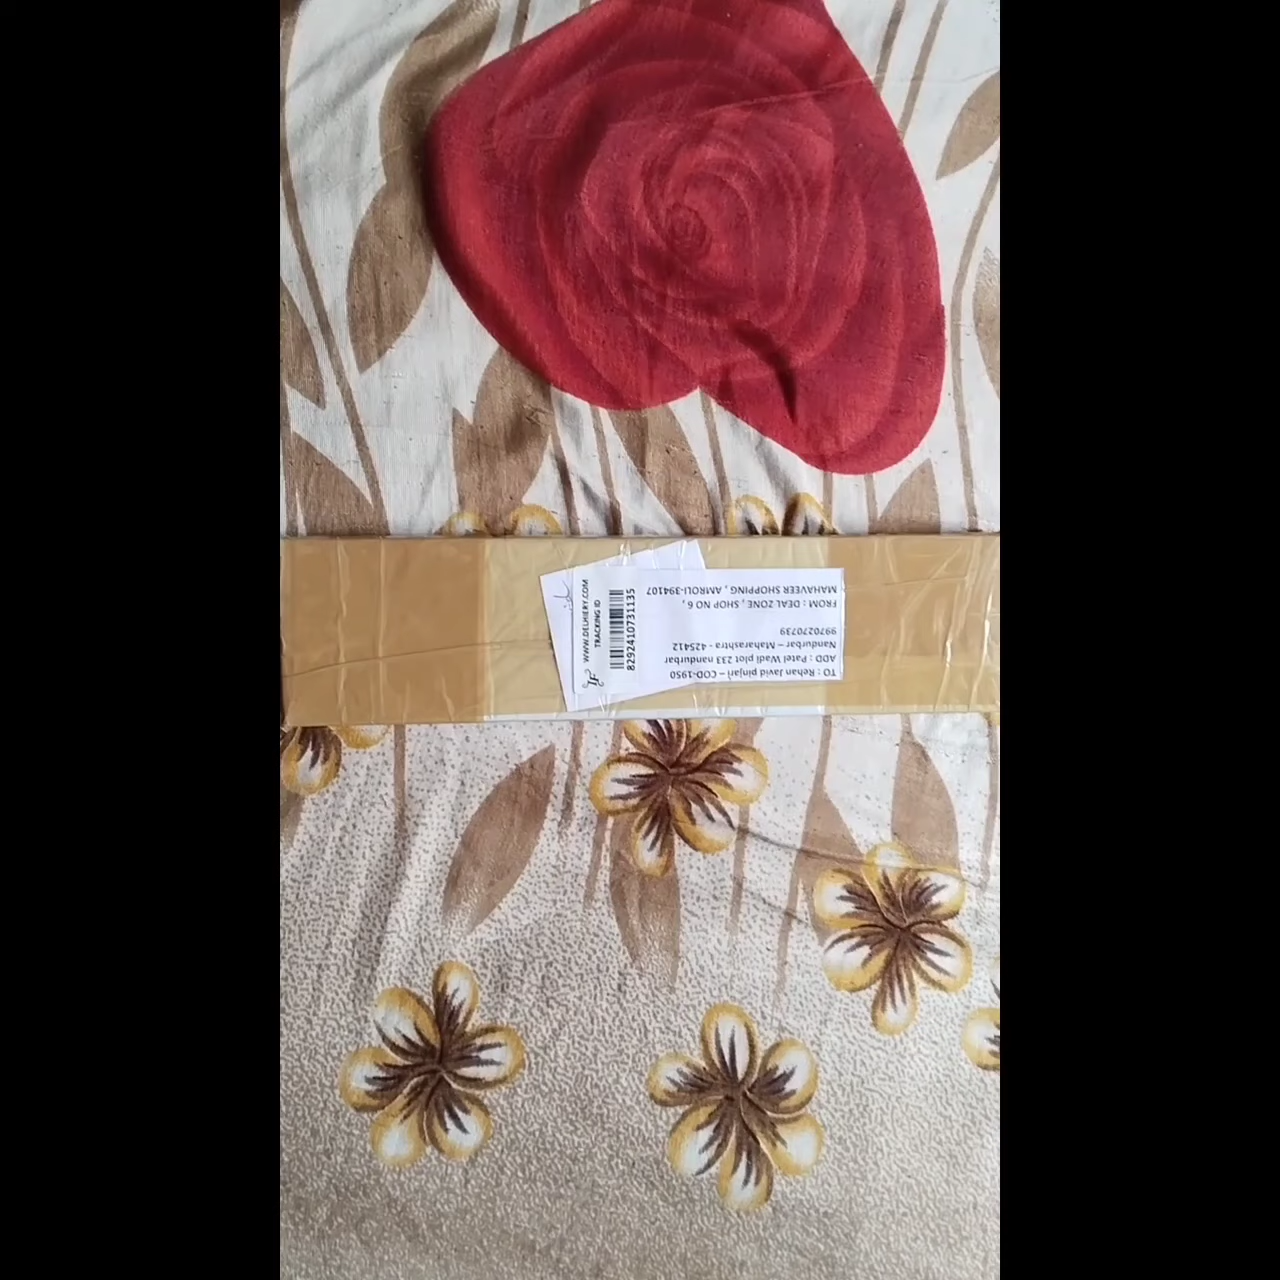 TO : Rehan Javid pinjari – COD-1950
ADD : Patel Wadi plot 233 nandurbar
Nandurbar – Maharashtra - 425412
9970270739
FROM : DEAL ZONE , SHOP NO 6 ,
MAHAVEER SHOPPING , AMROLI-394107
WWW.DELHIERY.COM
TRACKING ID
8292410731135